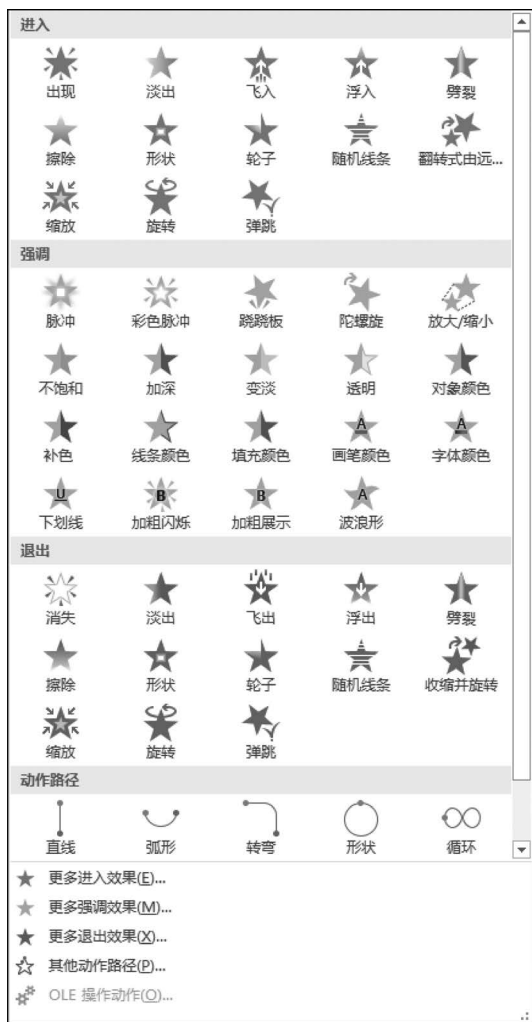 进入
出现 淡出 飞入 浮入 劈裂
擦除 形状 轮子 随机线条 翻转式由远...
缩放 旋转 弹跳
强调
脉冲 彩色脉冲 跷跷板 陀螺旋 放大/缩小
不饱和 加深 变淡 透明 对象颜色
补色 线条颜色 填充颜色 画笔颜色 字体颜色
下划线 加粗闪烁 加粗展示 波浪形
退出
消失 淡出 飞出 浮出 劈裂
擦除 形状 轮子 随机线条 收缩并旋转
缩放 旋转 弹跳
动作路径
直线 弧形 转弯 形状 循环
更多进入效果(E)...
更多强调效果(M)...
更多退出效果(X)...
其他动作路径(P)...
OLE 操作动作(O)...